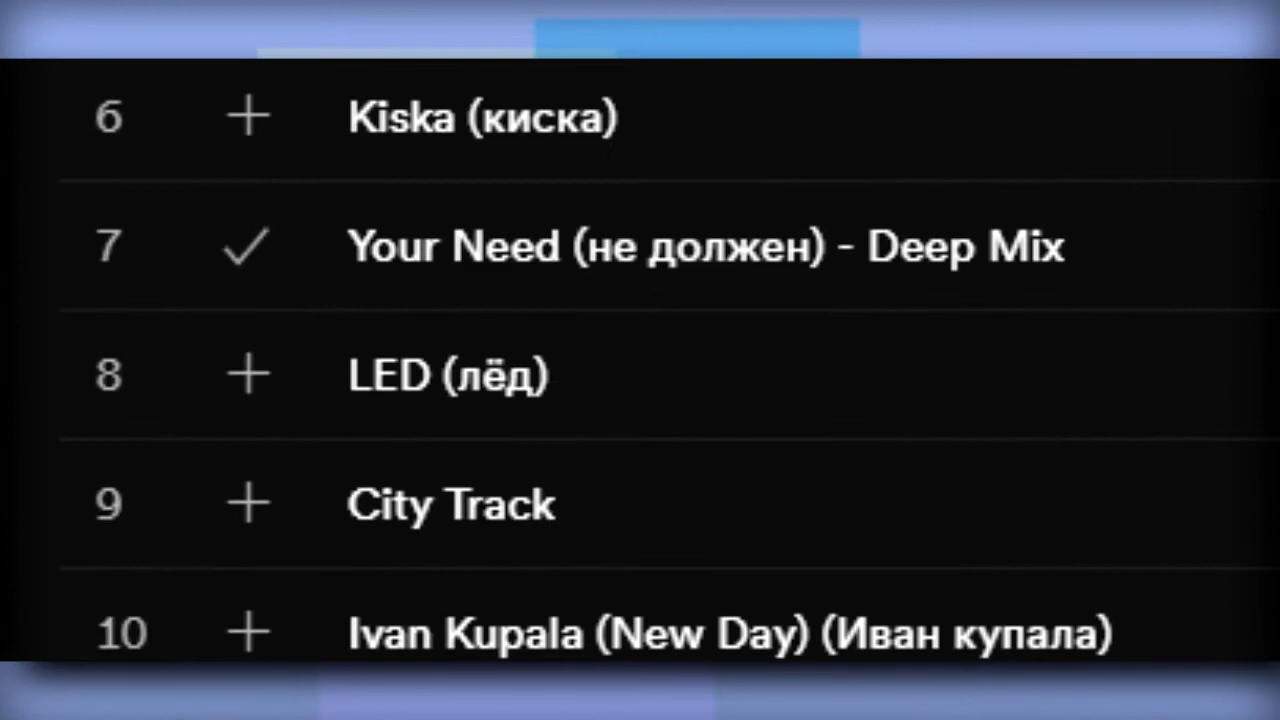 6 Kiska (киска)
7 Your Need (не должен) - Deep Mix
8 LED (лёд)
9 City Track
10 Ivan Kupala (New Day) (Иван купала)